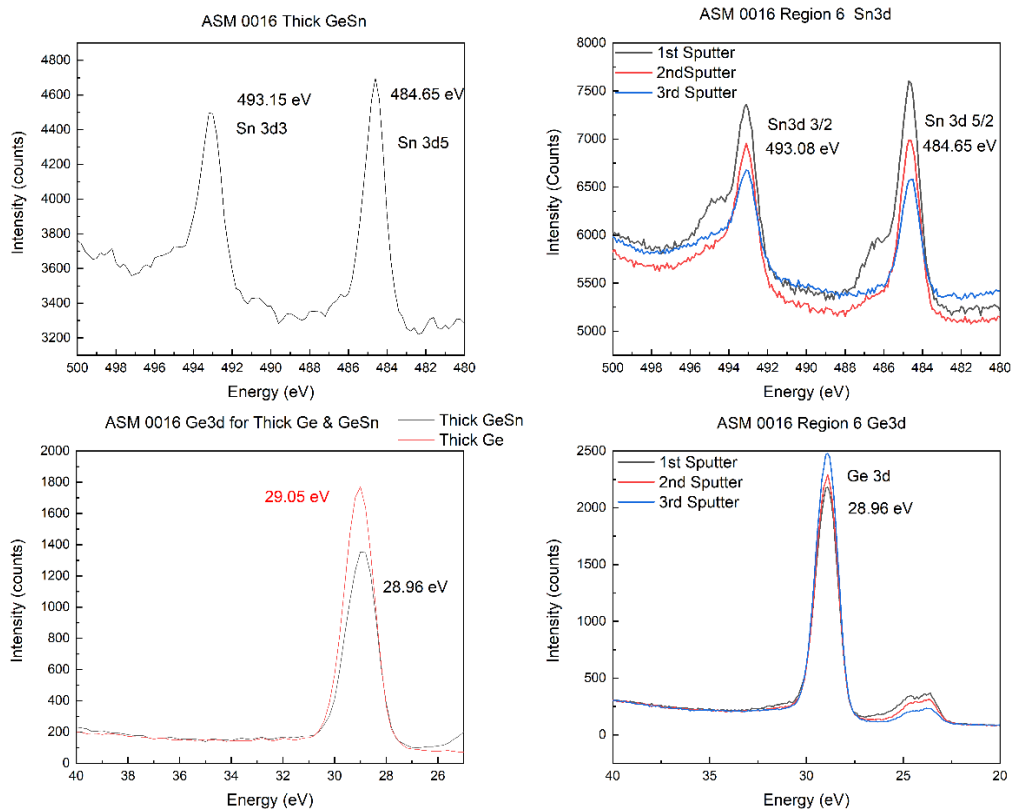 ASM 0016 Thick GeSn
4800
4600
4400
4200
4000
3800
3600
3400
3200
Intensity (counts)
493.15 eV
Sn 3d3
484.65 eV
Sn 3d5
500 498 496 494 492 490 488 486 484 482 480
Energy (eV)
ASM 0016 Region 6 Sn3d
8000
7500
7000
6500
6000
5500
5000
Intensity (Counts)
1st Sputter
2ndSputter
3rd Sputter
Sn3d 3/2
493.08 eV
Sn 3d 5/2
484.65 eV
500 498 496 494 492 490 488 486 484 482 480
Energy (eV)
ASM 0016 Ge3d for Thick Ge & GeSn
Thick GeSn
Thick Ge
2000
1800
1600
1400
1200
1000
800
600
400
200
0
Intensity (counts)
29.05 eV
28.96 eV
40 38 36 34 32 30 28 26
Energy (eV)
ASM 0016 Region 6 Ge3d
2500
2000
1500
1000
500
0
Intensity (counts)
1st Sputter
2nd Sputter
3rd Sputter
Ge 3d
28.96 eV
40 35 30 25 20
Energy (eV)